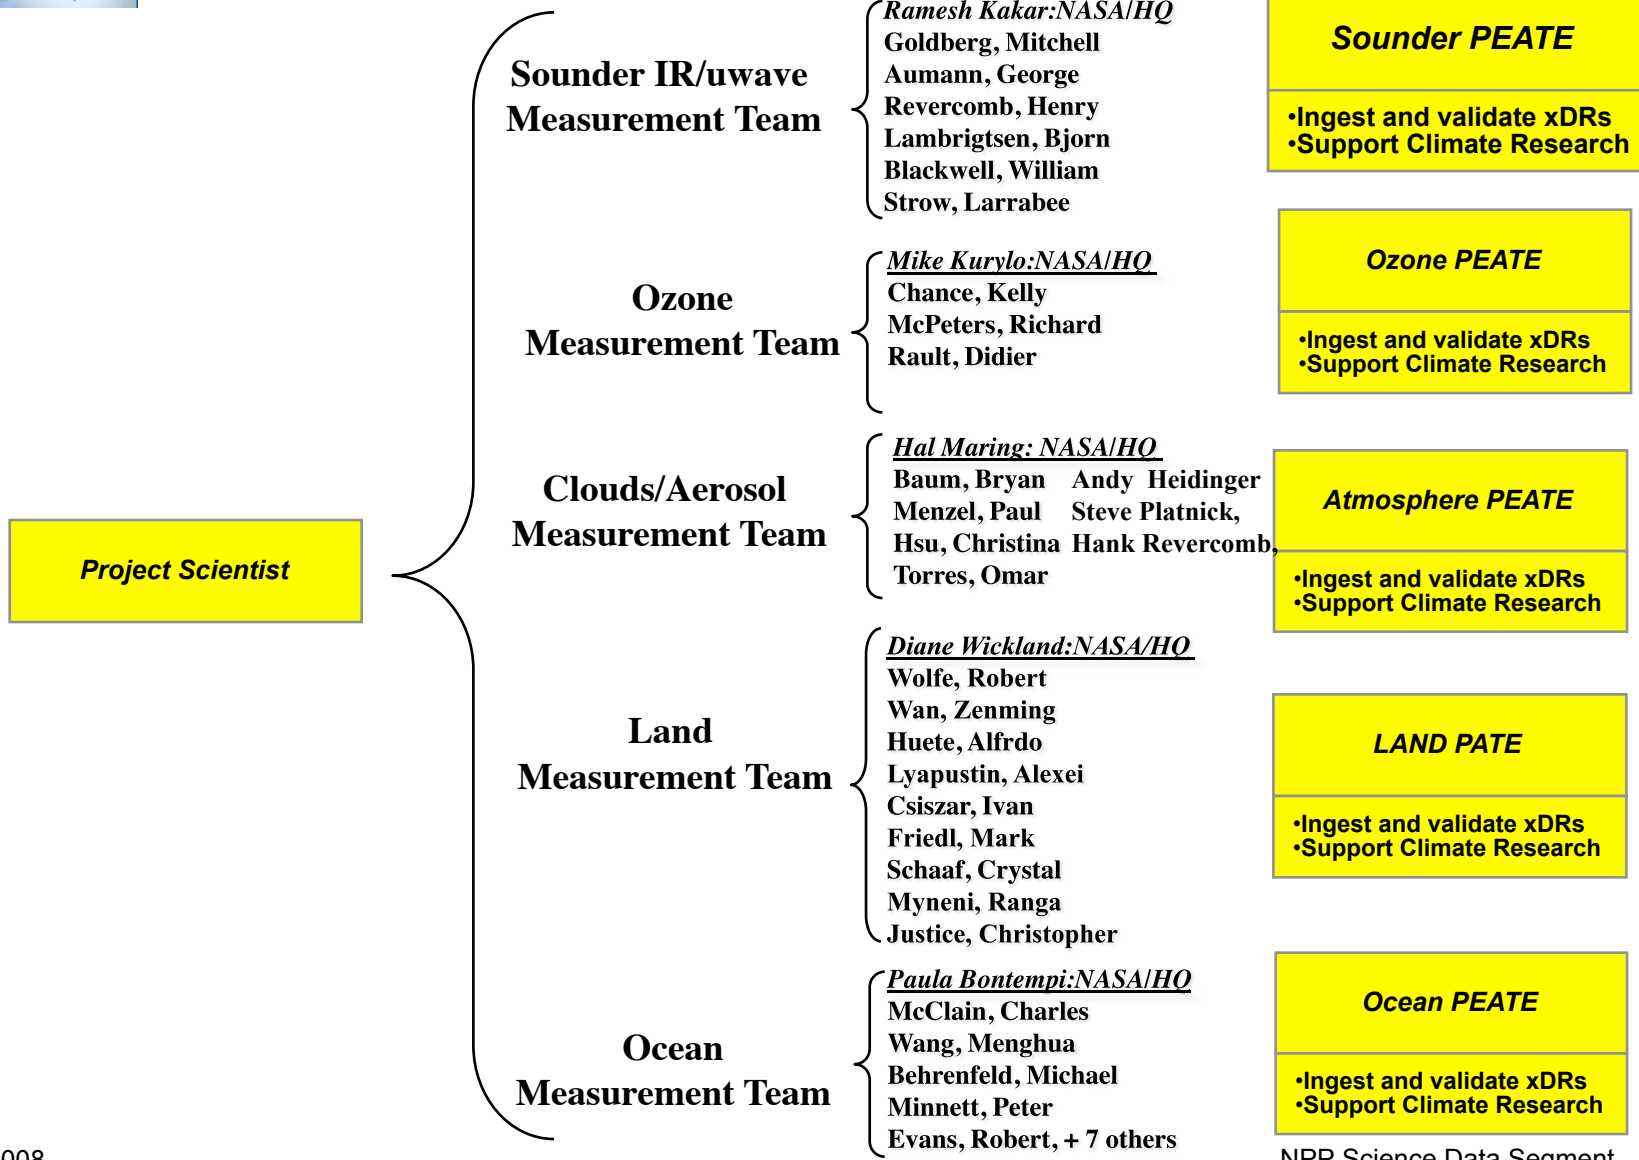 Ramesh Kakar:NASA/HQ
Sounder IR/uwave
Measurement Team
Goldberg, Mitchell
Aumann, George
Revercomb, Henry
Lambrigtsen, Bjorn
Blackwell, William
Strow, Larrabee
Sounder PEATE
•Ingest and validate xDRs
•Support Climate Research
Ozone
Measurement Team
Mike Kurylo:NASA/HQ
Chance, Kelly
McPeters, Richard
Rault, Didier
Ozone PEATE
•Ingest and validate xDRs
•Support Climate Research
Clouds/Aerosol
Measurement Team
Hal Maring: NASA/HQ
Baum, Bryan Andy Heidinger
Menzel, Paul Steve Platnick,
Hsu, Christina Hank Revercomb,
Torres, Omar
Atmosphere PEATE
•Ingest and validate xDRs
•Support Climate Research
Project Scientist
Land
Measurement Team
Diane Wickland:NASA/HQ
Wolfe, Robert
Wan, Zenming
Huete, Alfrdo
Lyapustin, Alexei
Csiszar, Ivan
Friedl, Mark
Schaaf, Crystal
Myneni, Ranga
Justice, Christopher
LAND PATE
•Ingest and validate xDRs
•Support Climate Research
Ocean
Measurement Team
Paula Bontempi:NASA/HQ
McClain, Charles
Wang, Menghua
Behrenfeld, Michael
Minnett, Peter
Evans, Robert, + 7 others
Ocean PEATE
•Ingest and validate xDRs
•Support Climate Research
008
NPP Science Data Segment